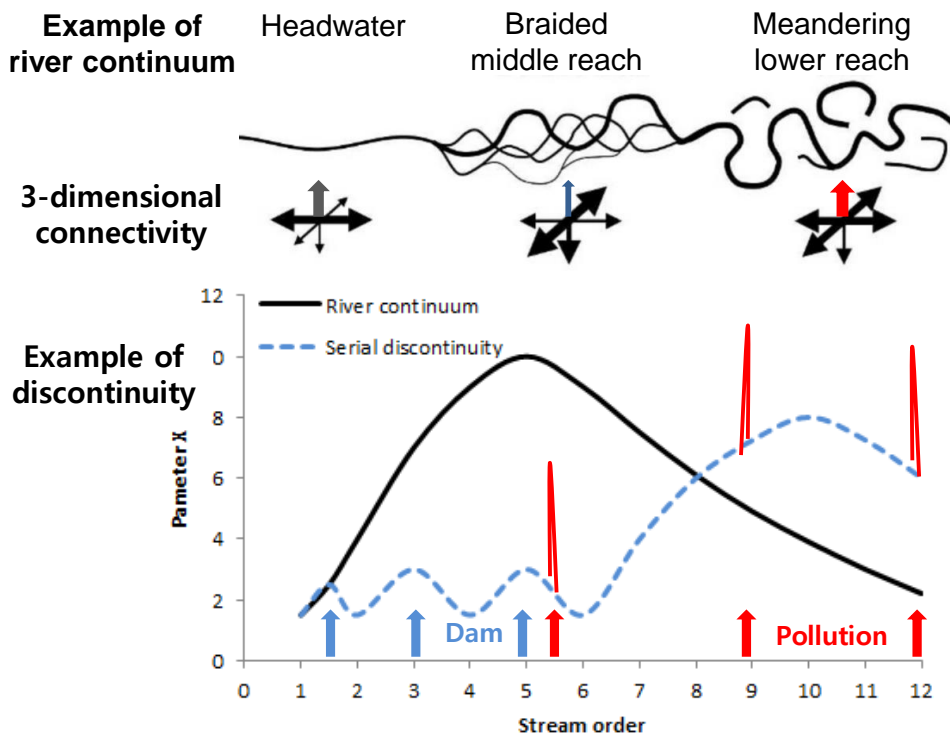 Example of
river continuum
Headwater
Braided
middle reach
Meandering
lower reach
3-dimensional
connectivity
Example of
discontinuity
River continuum
Serial discontinuity
Pameter X
12
0
8
6
4
2
0
Dam
Pollution
0 1 2 3 4 5 6 7 8 9 10 11 12
Stream order